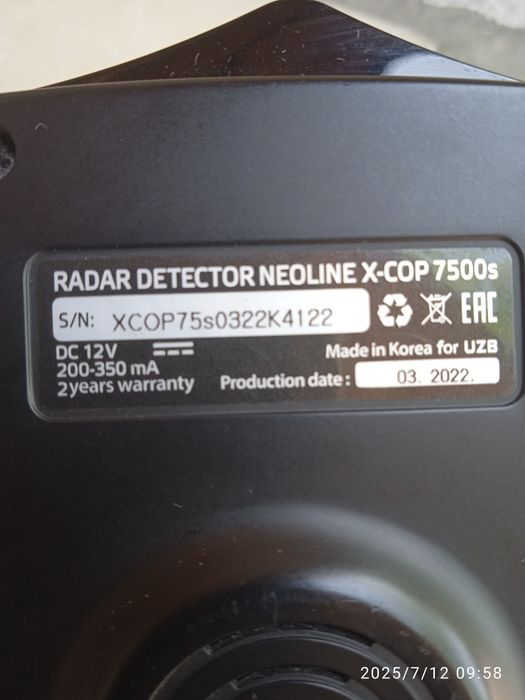 RADAR DETECTOR NEOLINE X-COP 7500s
S/N: XCOP75s0322K4122
EAC
DC 12V
Made in Korea for UZB
200-350 mA
2years warranty
Production date: 03. 2022.
2025/7/12 09:58